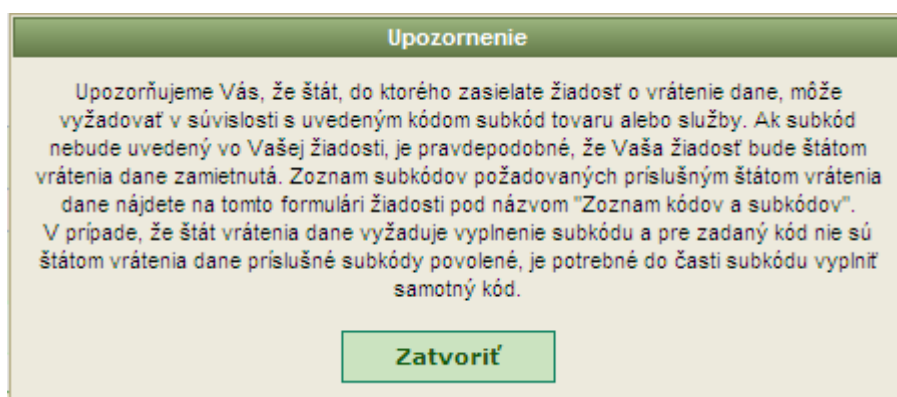 Upozornenie
Upozorňujeme Vás, že štát, do ktorého zasielate žiadosť o vrátenie dane, môže
vyžadovať v súvislosti s uvedeným kódom subkód tovaru alebo služby. Ak subkód
nebude uvedený vo Vašej žiadosti, je pravdepodobné, že Vaša žiadosť bude štátom
vrátenia dane zamietnutá. Zoznam subkódov požadovaných príslušným štátom vrátenia
dane nájdete na tomto formulári žiadosti pod názvom "Zoznam kódov a subkódov".
V prípade, že štát vrátenia dane vyžaduje vyplnenie subkódu a pre zadaný kód nie sú
štátom vrátenia dane príslušné subkódy povolené, je potrebné do časti subkódu vyplniť
samotný kód.
Zatvoriť